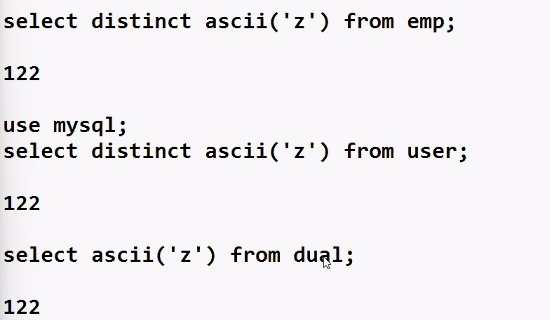 select distinct ascii('z') from emp;
122
use mysql;
select distinct ascii('z') from user;
122
select ascii('z') from dual;
122